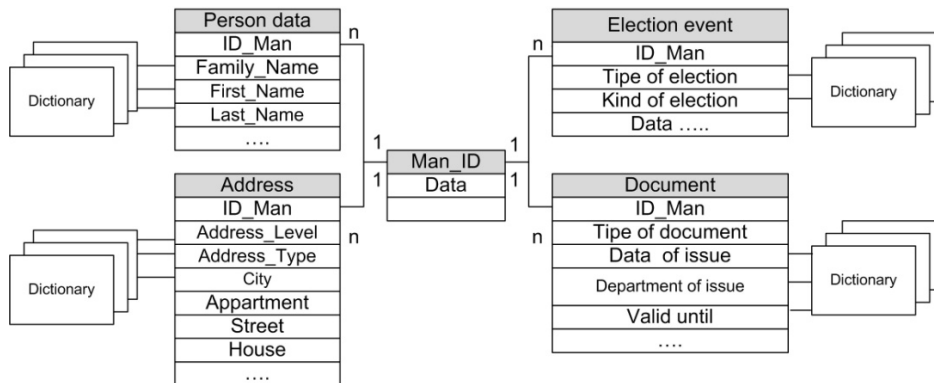 Person data
n
ID_Man
Family_Name
First_Name
Last_Name
....
Dictionary
Election event
n
ID_Man
Tipe of election
Kind of election
Data .....
Dictionary
1
1
Man_ID
Data
1
1
Address
ID_Man
n
Address_Level
Address_Type
City
Appartment
Street
House
....
Dictionary
Document
ID_Man
n
Tipe of document
Data of issue
Department of issue
Valid until
....
Dictionary